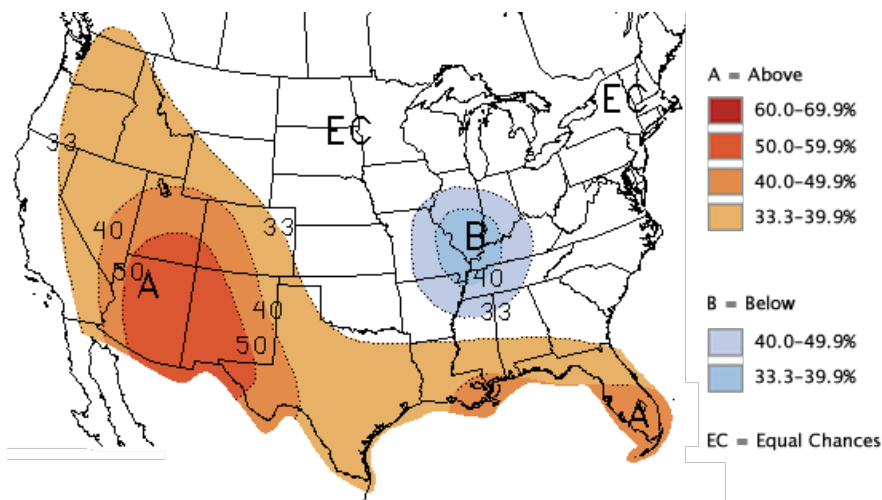 A = Above
60.0-69.9%
50.0-59.9%
40.0-49.9%
33.3-39.9%
B = Below
40.0-49.9%
33.3-39.9%
EC = Equal Chances
EC
EC
33
40
33
B
50
A
40
40
33
50
A